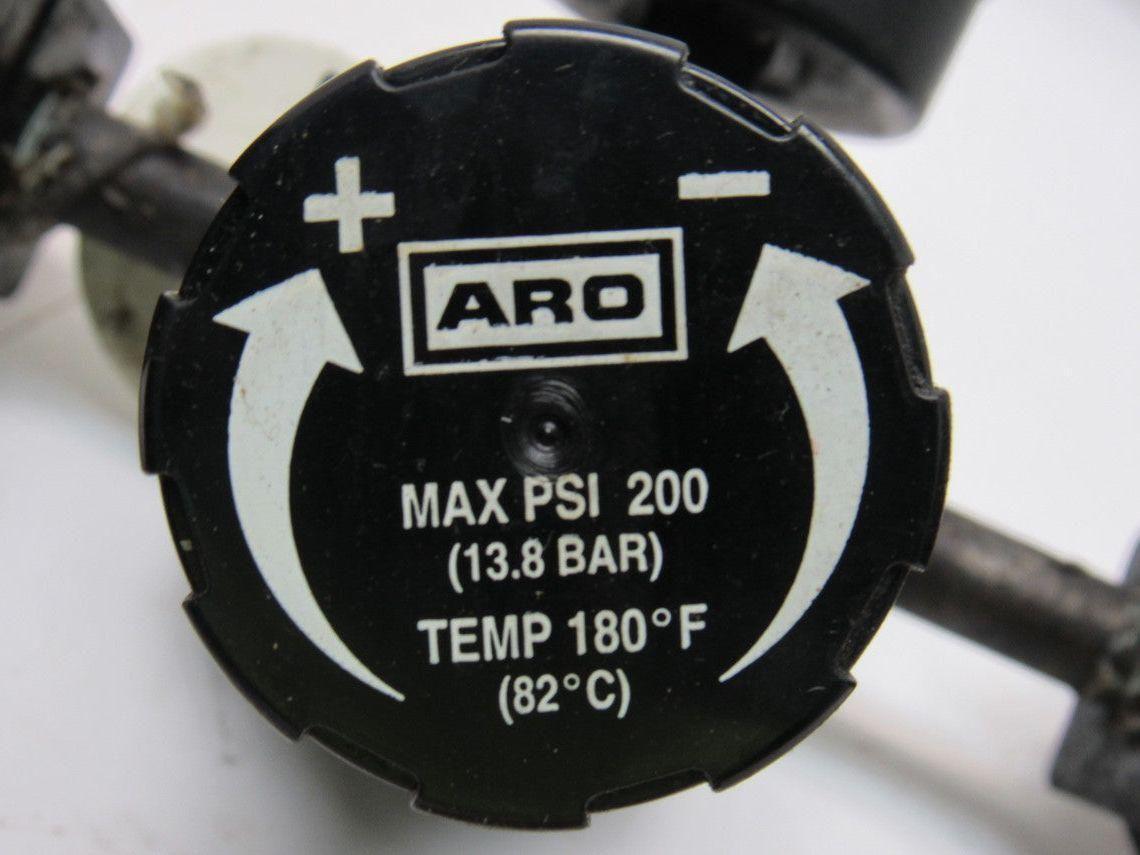 + −
ARO
MAX PSI 200
(13.8 BAR)
TEMP 180°F
(82°C)